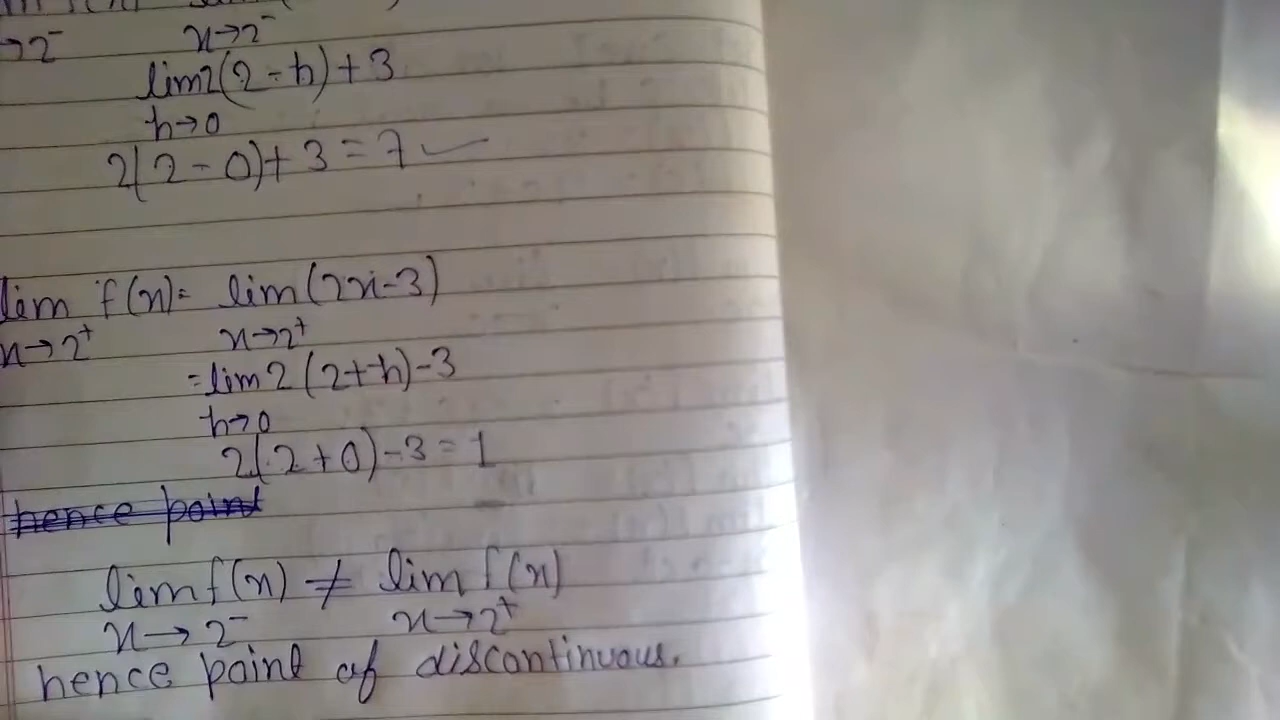 →2⁻ x→2⁻
lim 2(2-h)+3
h→0
2(2-0)+3=7
lim f(x)= lim(2x-3)
x→2⁺ x→2⁺
=lim 2(2+h)-3
h→0
2(2+0)-3=1
hence point
lim f(x) ≠ lim f(x)
x→2⁻ x→2⁺
hence point of discontinuous.